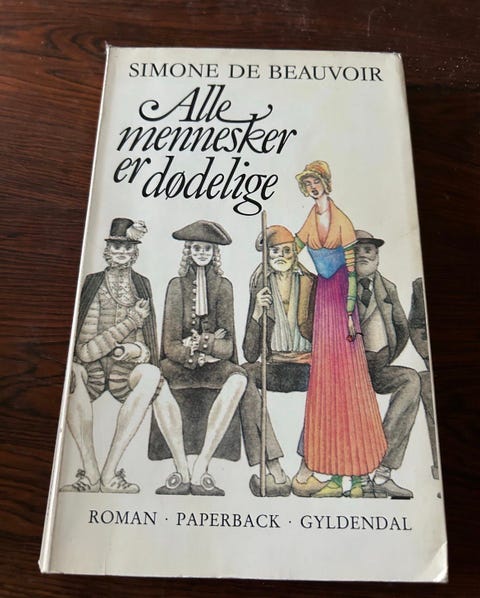 SIMONE DE BEAUVOIR
Alle
mennesker
er dødelige
ROMAN · PAPERBACK · GYLDENDAL